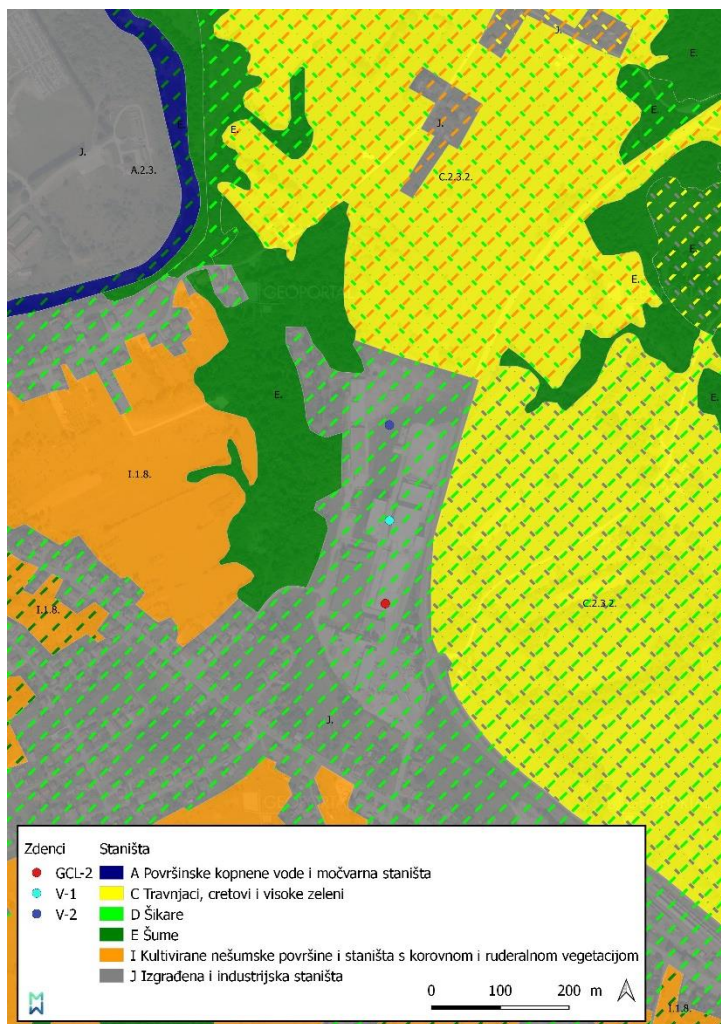 J.
E.
E.
E.
J.
J.
A.2.3.
C.2.3.2.
E.
E.
GEOPORTAL
E.
E.
I.1.8.
I.1.8.
C.2.3.2.
J.
Zdenci
GCL-2
V-1
V-2
Staništa
A Površinske kopnene vode i močvarna staništa
C Travnjaci, cretovi i visoke zeleni
D Šikare
E Šume
I Kultivirane nešumske površine i staništa s korovnom i ruderalnom vegetacijom
J Izgrađena i industrijska staništa
0 100 200 m
I.1.8.